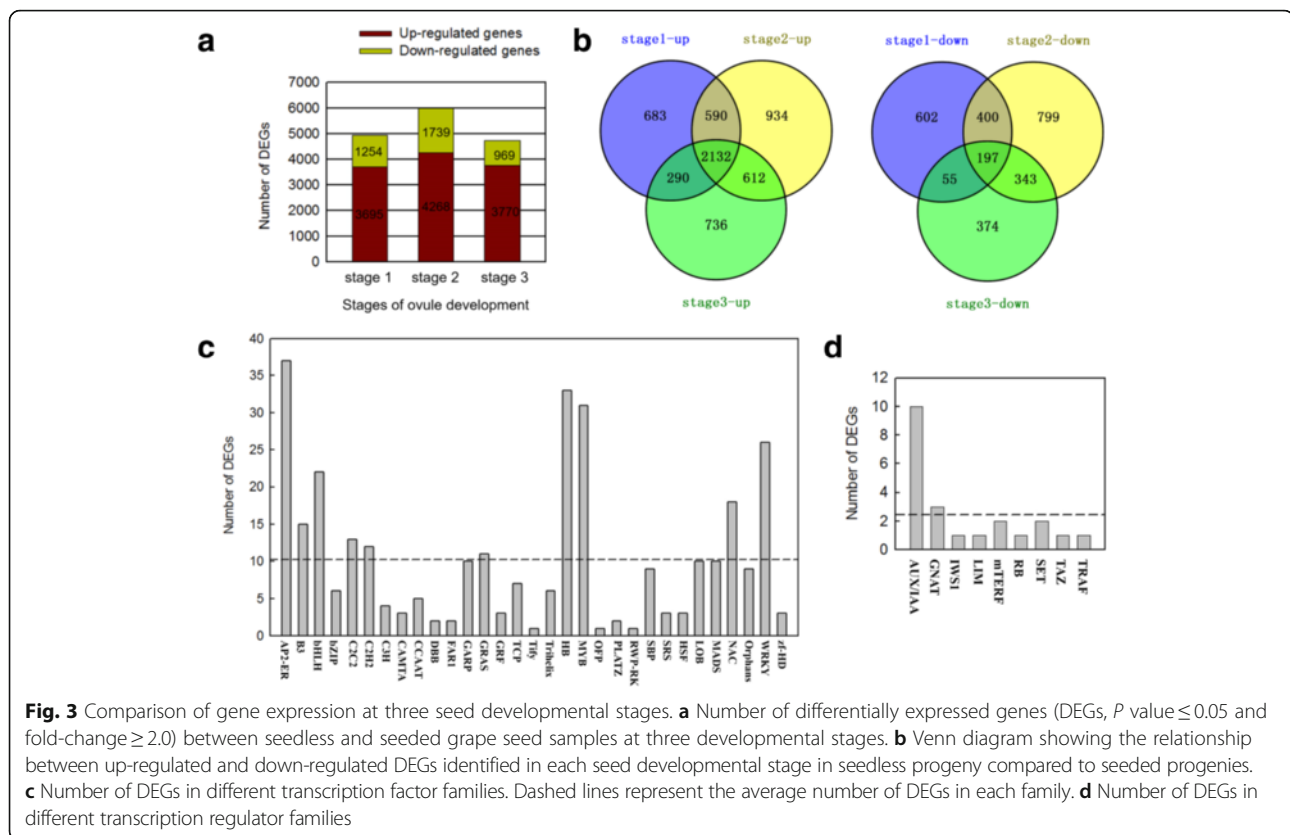 a
Up-regulated genes
Down-regulated genes
7000
6000
5000
4000
3000
2000
1000
0
Number of DEGs
1254
3695
1739
4268
969
3770
stage 1 stage 2 stage 3
Stages of ovule development
b
stage1-up
stage2-up
683
590
934
2132
290
612
736
stage3-up
stage1-down
stage2-down
602
400
799
197
55
343
374
stage3-down
c
40
35
30
25
20
15
10
5
0
Number of DEGs
AP2-ER
B3
bHLH
bZIP
C2C2
C2H2
C3H
CAMTA
CCAAT
DBB
FAR1
GARP
GRAS
GRF
TCP
Tify
Trihelix
HB
MYB
OFP
PLATZ
RWP-RK
SBP
SRS
HSF
LOB
MADS
NAC
Orphans
WRKY
zf-HD
d
12
10
8
6
4
2
0
Number of DEGs
AUX/IAA
GNAT
IWS1
LIM
mTERF
RB
SET
TAZ
TRAF
Fig. 3 Comparison of gene expression at three seed developmental stages. a Number of differentially expressed genes (DEGs, P value ≤ 0.05 and
fold-change ≥ 2.0) between seedless and seeded grape seed samples at three developmental stages. b Venn diagram showing the relationship
between up-regulated and down-regulated DEGs identified in each seed developmental stage in seedless progeny compared to seeded progenies.
c Number of DEGs in different transcription factor families. Dashed lines represent the average number of DEGs in each family. d Number of DEGs in
different transcription regulator families